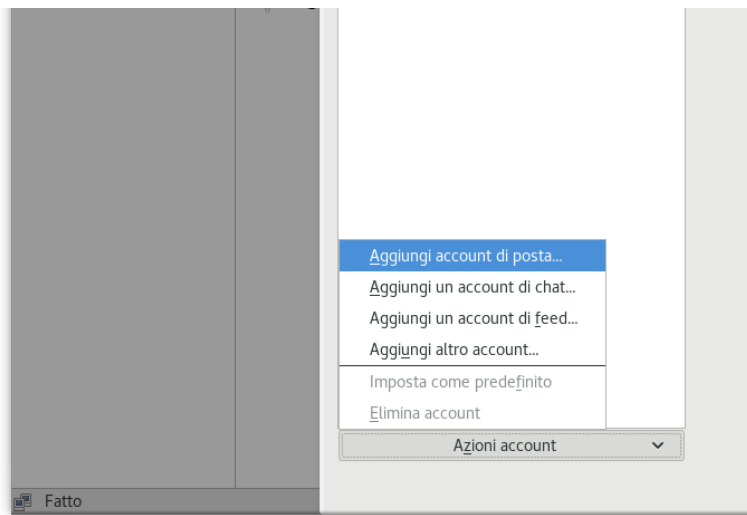 Aggiungi account di posta...
Aggiungi un account di chat...
Aggiungi un account di feed...
Aggiungi altro account...
Imposta come predefinito
Elimina account
Azioni account
Fatto